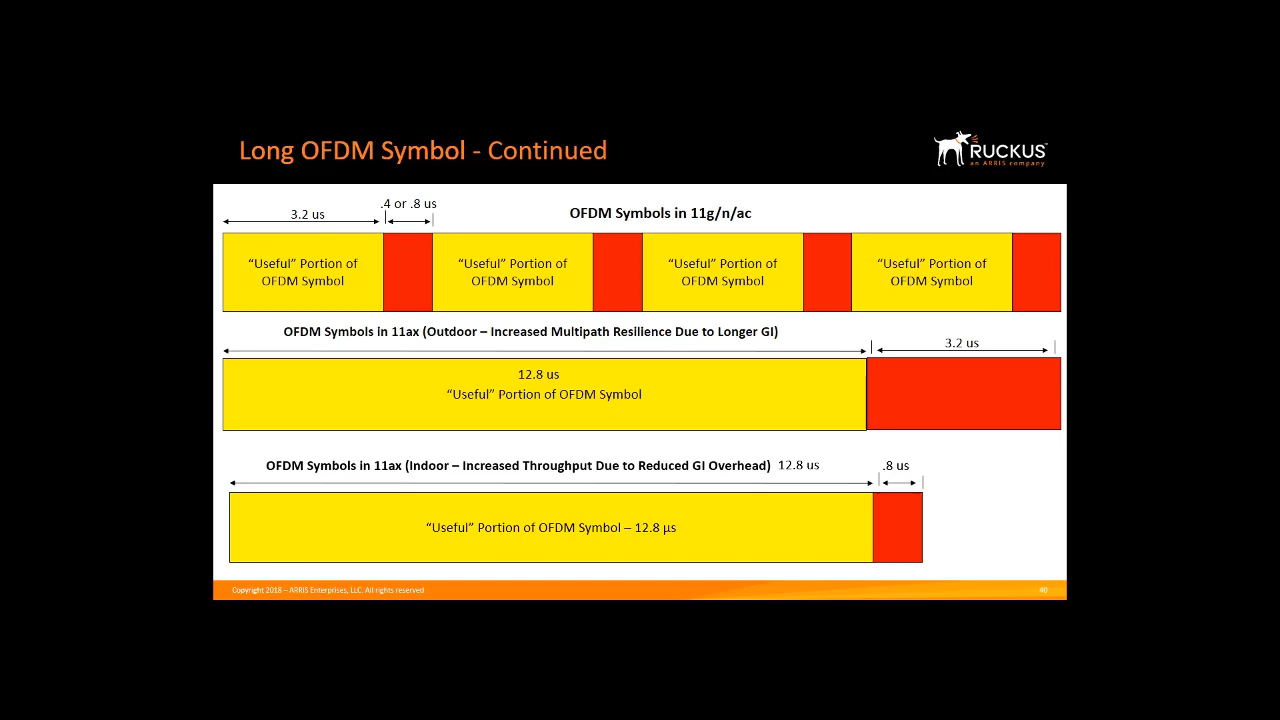 Long OFDM Symbol - Continued
RUCKUS™
an ARRIS company
.4 or .8 us
3.2 us
OFDM Symbols in 11g/n/ac
“Useful” Portion of
OFDM Symbol
“Useful” Portion of
OFDM Symbol
“Useful” Portion of
OFDM Symbol
“Useful” Portion of
OFDM Symbol
OFDM Symbols in 11ax (Outdoor – Increased Multipath Resilience Due to Longer GI)
3.2 us
12.8 us
“Useful” Portion of OFDM Symbol
OFDM Symbols in 11ax (Indoor – Increased Throughput Due to Reduced GI Overhead) 12.8 us
.8 us
“Useful” Portion of OFDM Symbol – 12.8 µs
Copyright 2018 – ARRIS Enterprises, LLC. All rights reserved
40